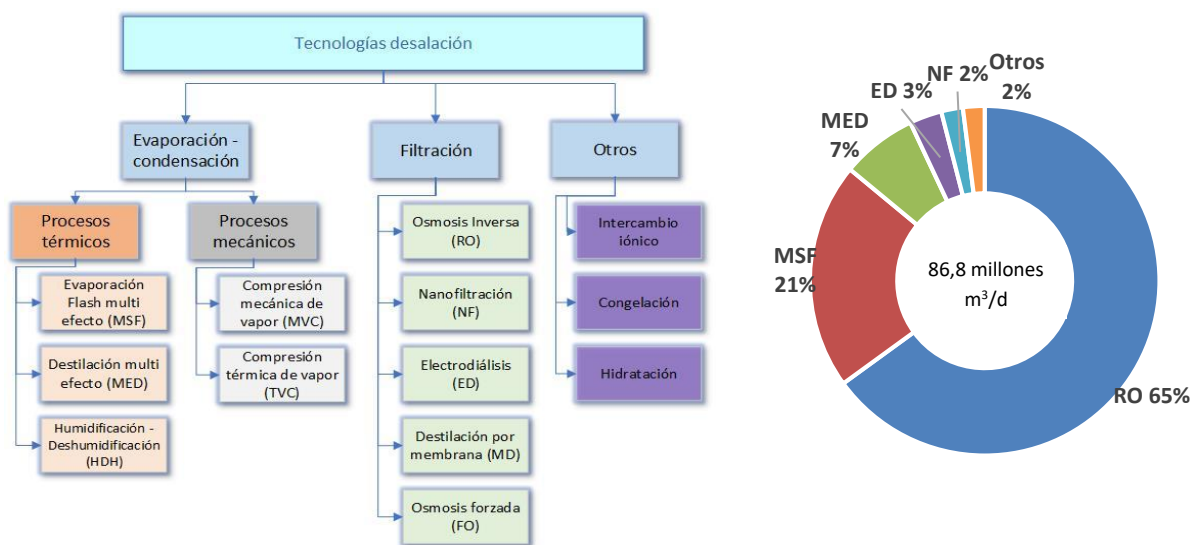 Tecnologías desalación
Evaporación -
condensación
Filtración
Otros
Procesos
térmicos
Procesos
mecánicos
Evaporación
Flash multi
efecto (MSF)
Destilación multi
efecto (MED)
Humidificación -
Deshumidificación
(HDH)
Compresión
mecánica de
vapor (MVC)
Compresión
térmica de vapor
(TVC)
Osmosis Inversa
(RO)
Nanofiltración
(NF)
Electrodiálisis
(ED)
Destilación por
membrana (MD)
Osmosis forzada
(FO)
Intercambio
iónico
Congelación
Hidratación
Otros
2%
NF 2%
ED 3%
MED
7%
MSF
21%
86,8 millones
m³/d
RO 65%